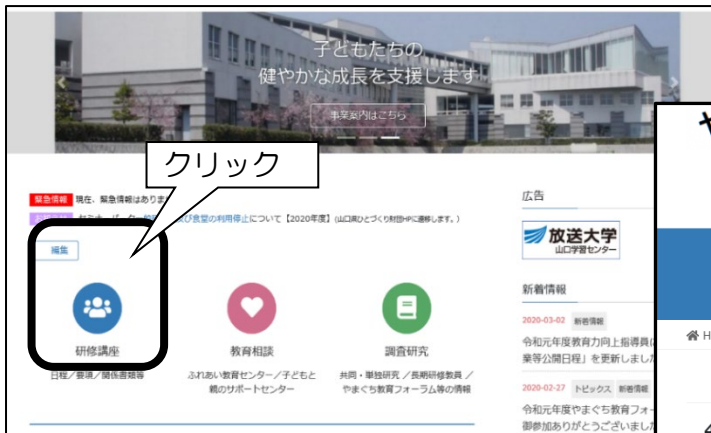 子どもたちの
健やかな成長を支援します
事業案内はこちら
クリック
緊急情報 現在、緊急情報はありま
び食堂の利用停止について【2020年度】(山口県ひとづくり財団HPに遷移します。)
編集
研修講座
日程／要項／関係書類等
教育相談
ふれあい教育センター／子どもと
親のサポートセンター
調査研究
共同・単独研究／長期研修教員／
やまぐち教育フォーラム等の情報
広告
放送大学
山口学習センター
新着情報
2020-03-02 新着情報
令和元年度教育力向上指導員
業等公開日程」を更新しまし
2020-02-27 トピックス 新着情報
令和元年度やまぐち教育フォー
御参加ありがとうございまし
H